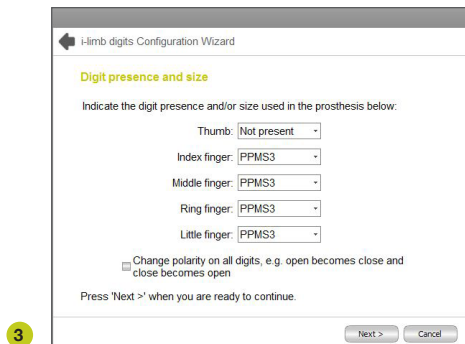 i-limb digits Configuration Wizard
Digit presence and size
Indicate the digit presence and/or size used in the prosthesis below:
Thumb: Not present
Index finger: PPMS3
Middle finger: PPMS3
Ring finger: PPMS3
Little finger: PPMS3
Change polarity on all digits, e.g. open becomes close and
close becomes open
Press 'Next >' when you are ready to continue.
3
Next > Cancel